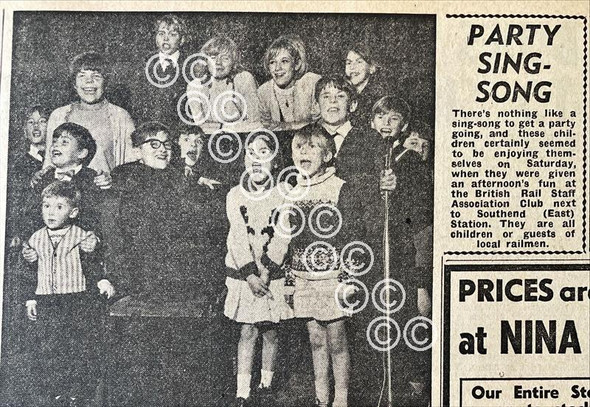 PARTY
SING-
SONG
There's nothing like a
sing-song to get a party
going, and these chil-
dren certainly seemed
to be enjoying them-
selves on Saturday,
when they were given
an afternoon's fun at
the British Rail Staff
Association Club next
to Southend (East)
Station. They are all
children or guests of
local railmen.
PRICES are
at NINA
Our Entire Sto